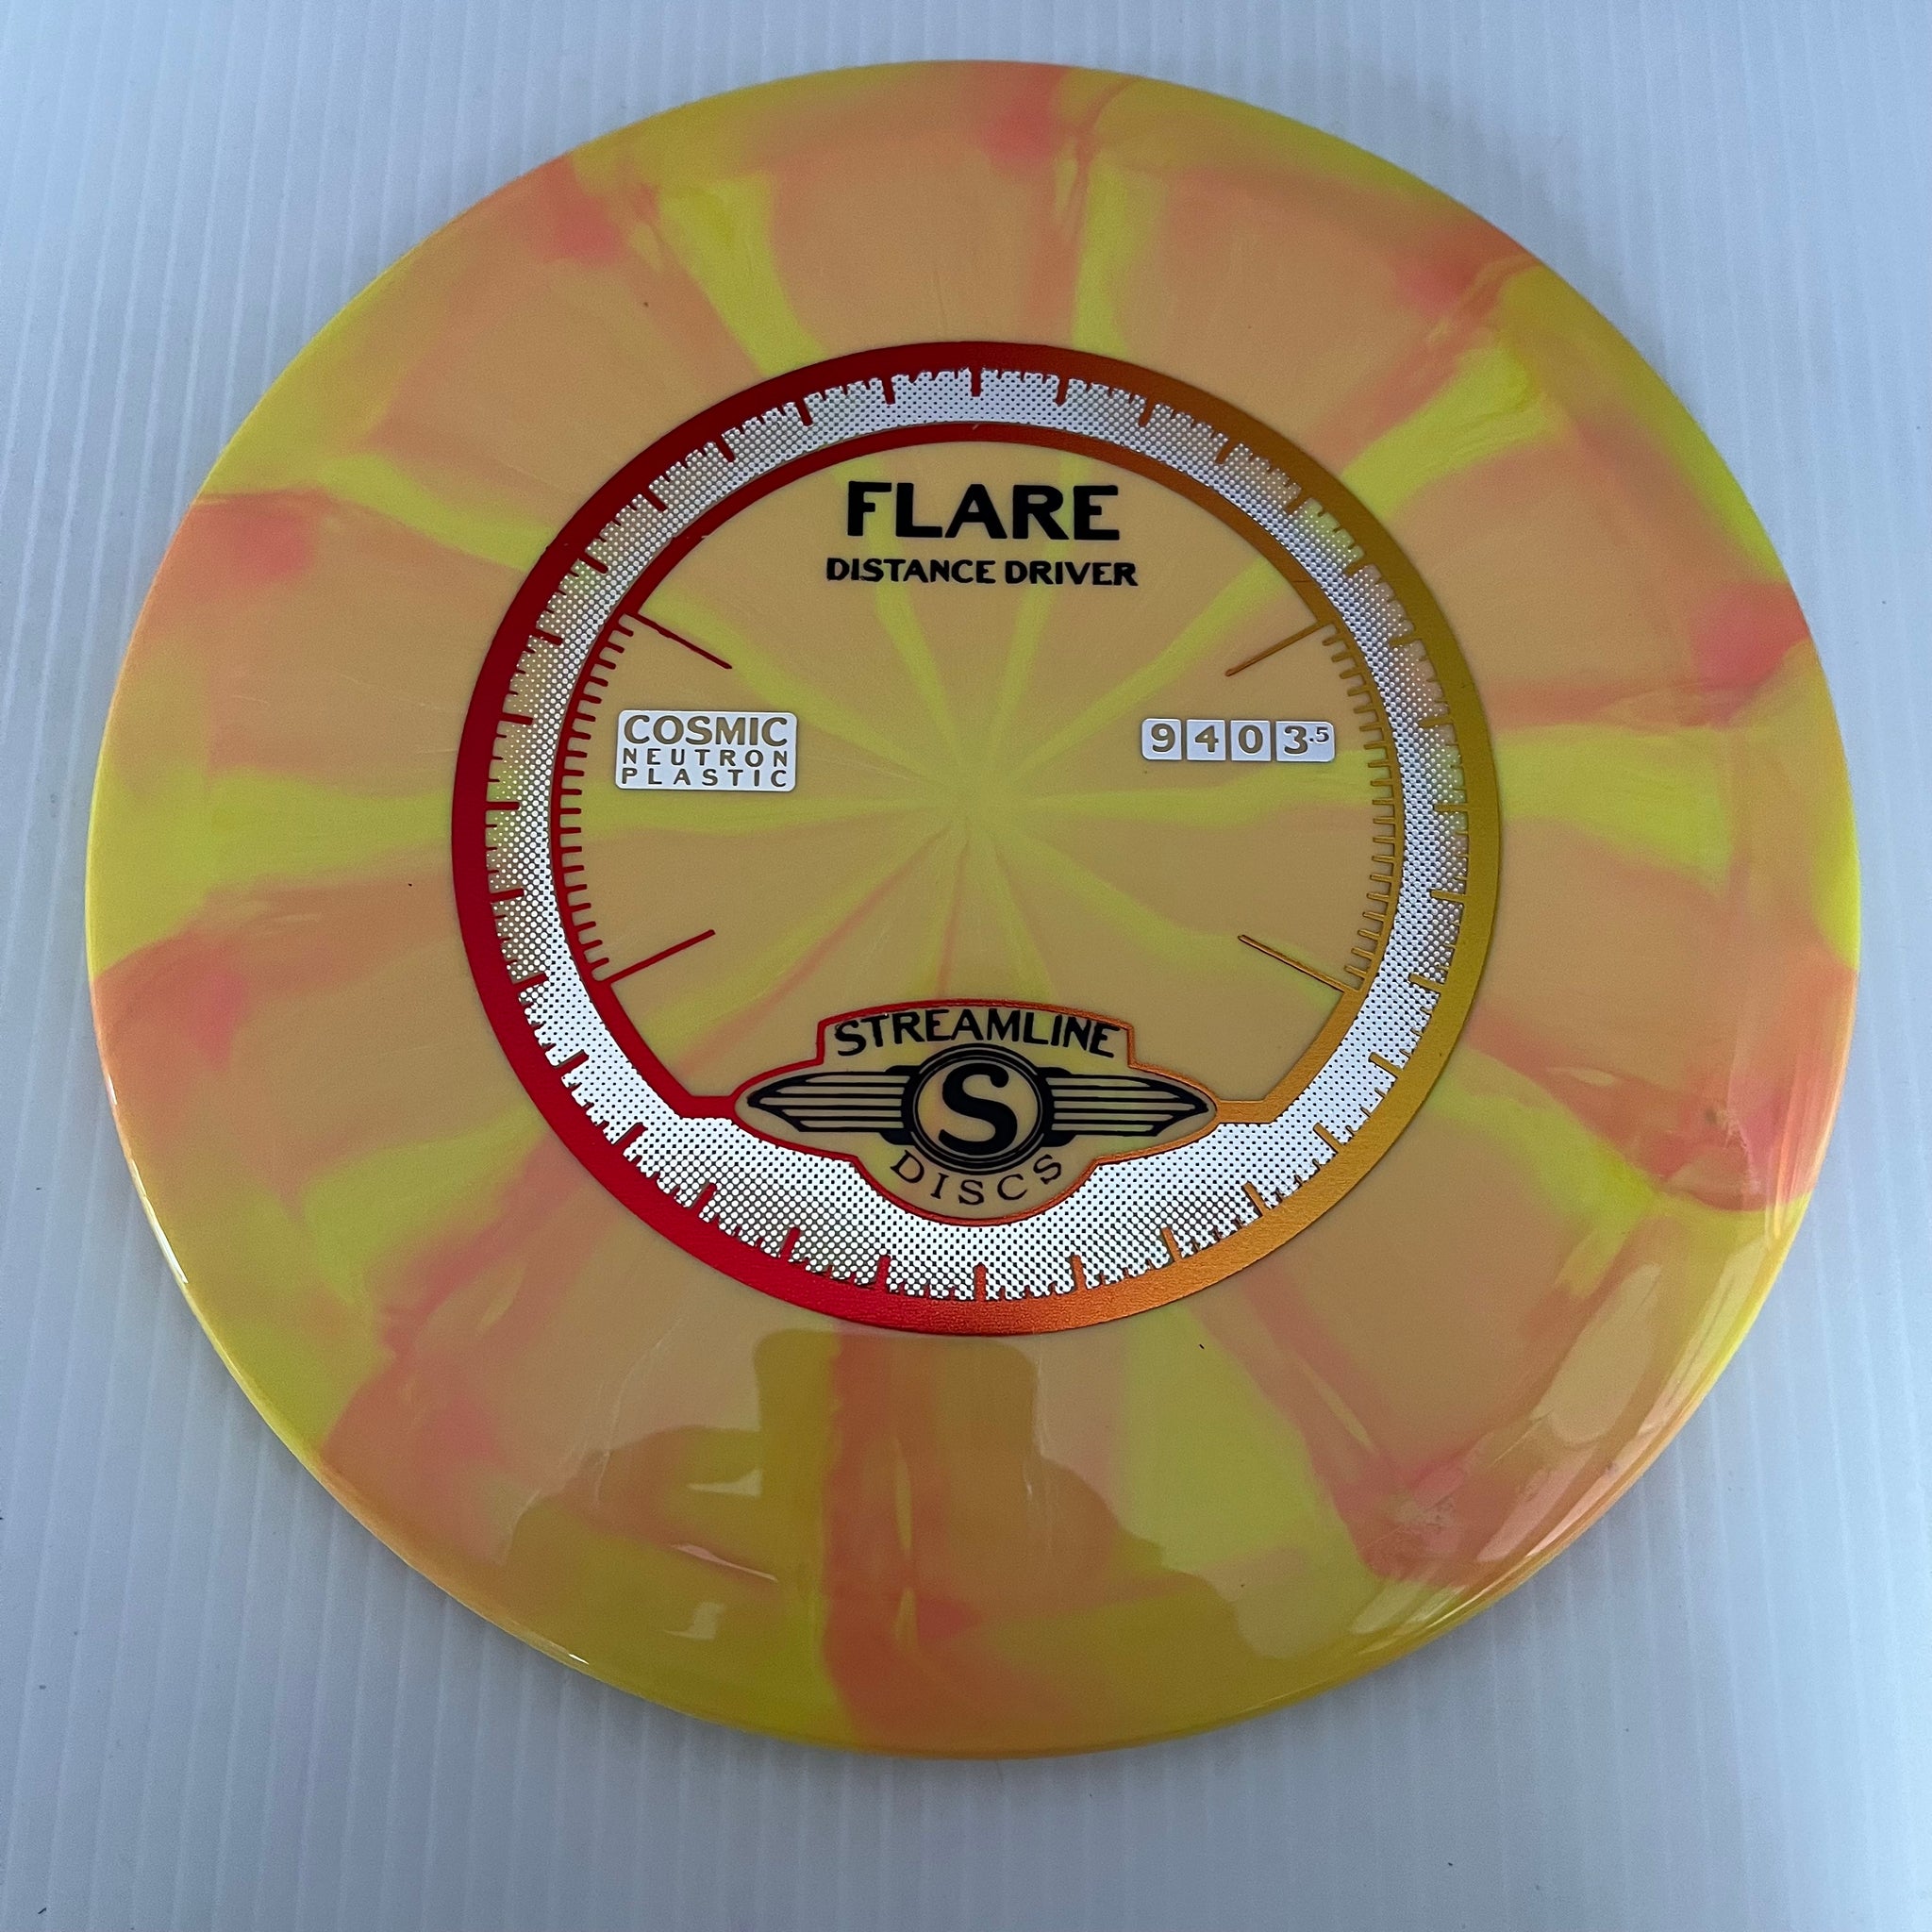 FLARE
DISTANCE DRIVER
COSMIC
NEUTRON
PLASTIC
9 4 0 3.5
STREAMLINE
S
DISCS